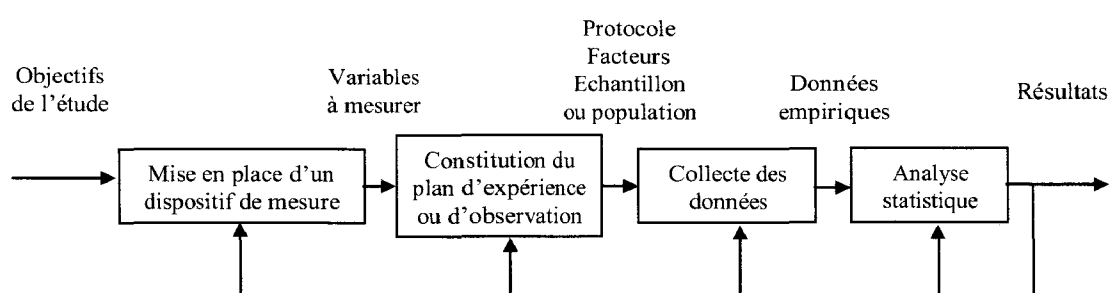 Objectifs
de l'étude
Variables
à mesurer
Protocole
Facteurs
Echantillon
ou population
Données
empiriques
Résultats
Mise en place d'un
dispositif de mesure
Constitution du
plan d'expérience
ou d'observation
Collecte des
données
Analyse
statistique